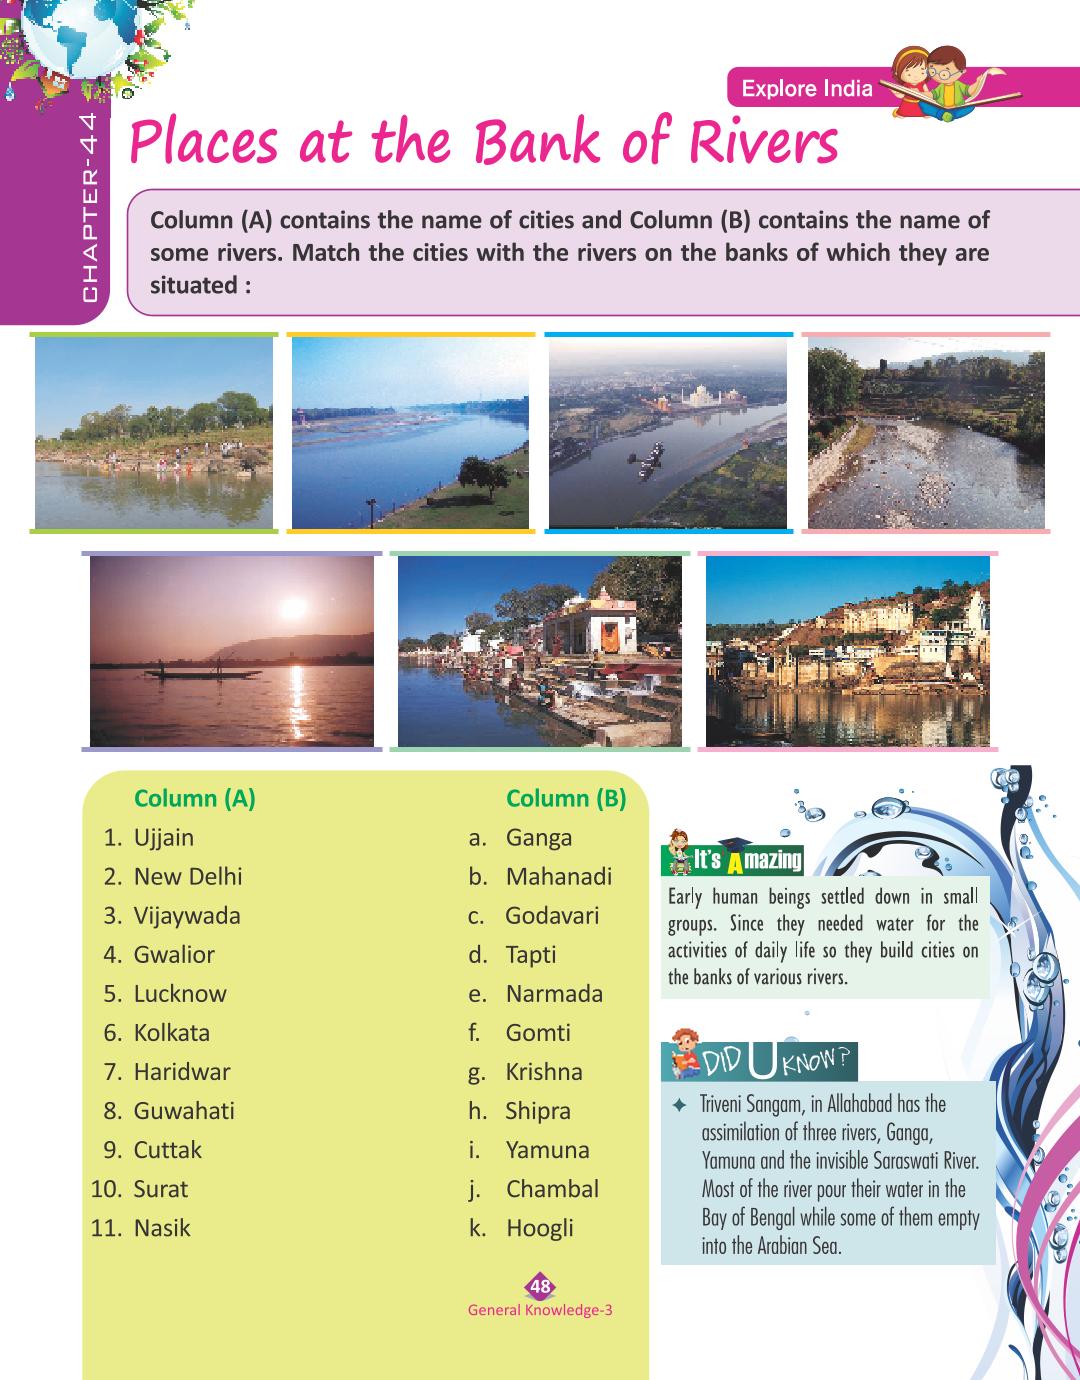 Explore India
CHAPTER-44
Places at the Bank of Rivers
Column (A) contains the name of cities and Column (B) contains the name of
some rivers. Match the cities with the rivers on the banks of which they are
situated :
Column (A)
1. Ujjain
2. New Delhi
3. Vijaywada
4. Gwalior
5. Lucknow
6. Kolkata
7. Haridwar
8. Guwahati
9. Cuttak
10. Surat
11. Nasik
Column (B)
a. Ganga
b. Mahanadi
c. Godavari
d. Tapti
e. Narmada
f. Gomti
g. Krishna
h. Shipra
i. Yamuna
j. Chambal
k. Hoogli
It's Amazing
Early human beings settled down in small
groups. Since they needed water for the
activities of daily life so they build cities on
the banks of various rivers.
DID U KNOW?
✦ Triveni Sangam, in Allahabad has the
assimilation of three rivers, Ganga,
Yamuna and the invisible Saraswati River.
Most of the river pour their water in the
Bay of Bengal while some of them empty
into the Arabian Sea.
48
General Knowledge-3